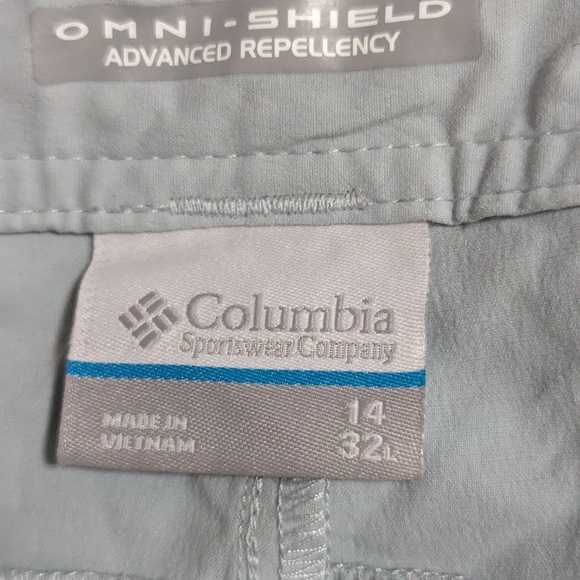 OMNI-SHIELD
ADVANCED REPELLENCY
Columbia
Sportswear Company
MADE IN
VIETNAM
14
32L